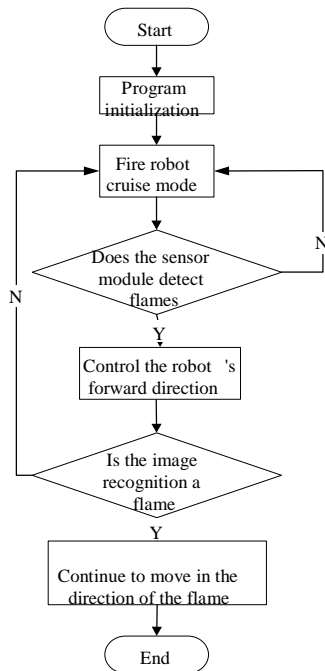 Start
Program
initialization
Fire robot
cruise mode
N
Does the sensor
module detect
flames
N
Y
Control the robot 's
forward direction
Is the image
recognition a
flame
Y
Continue to move in the
direction of the flame
End